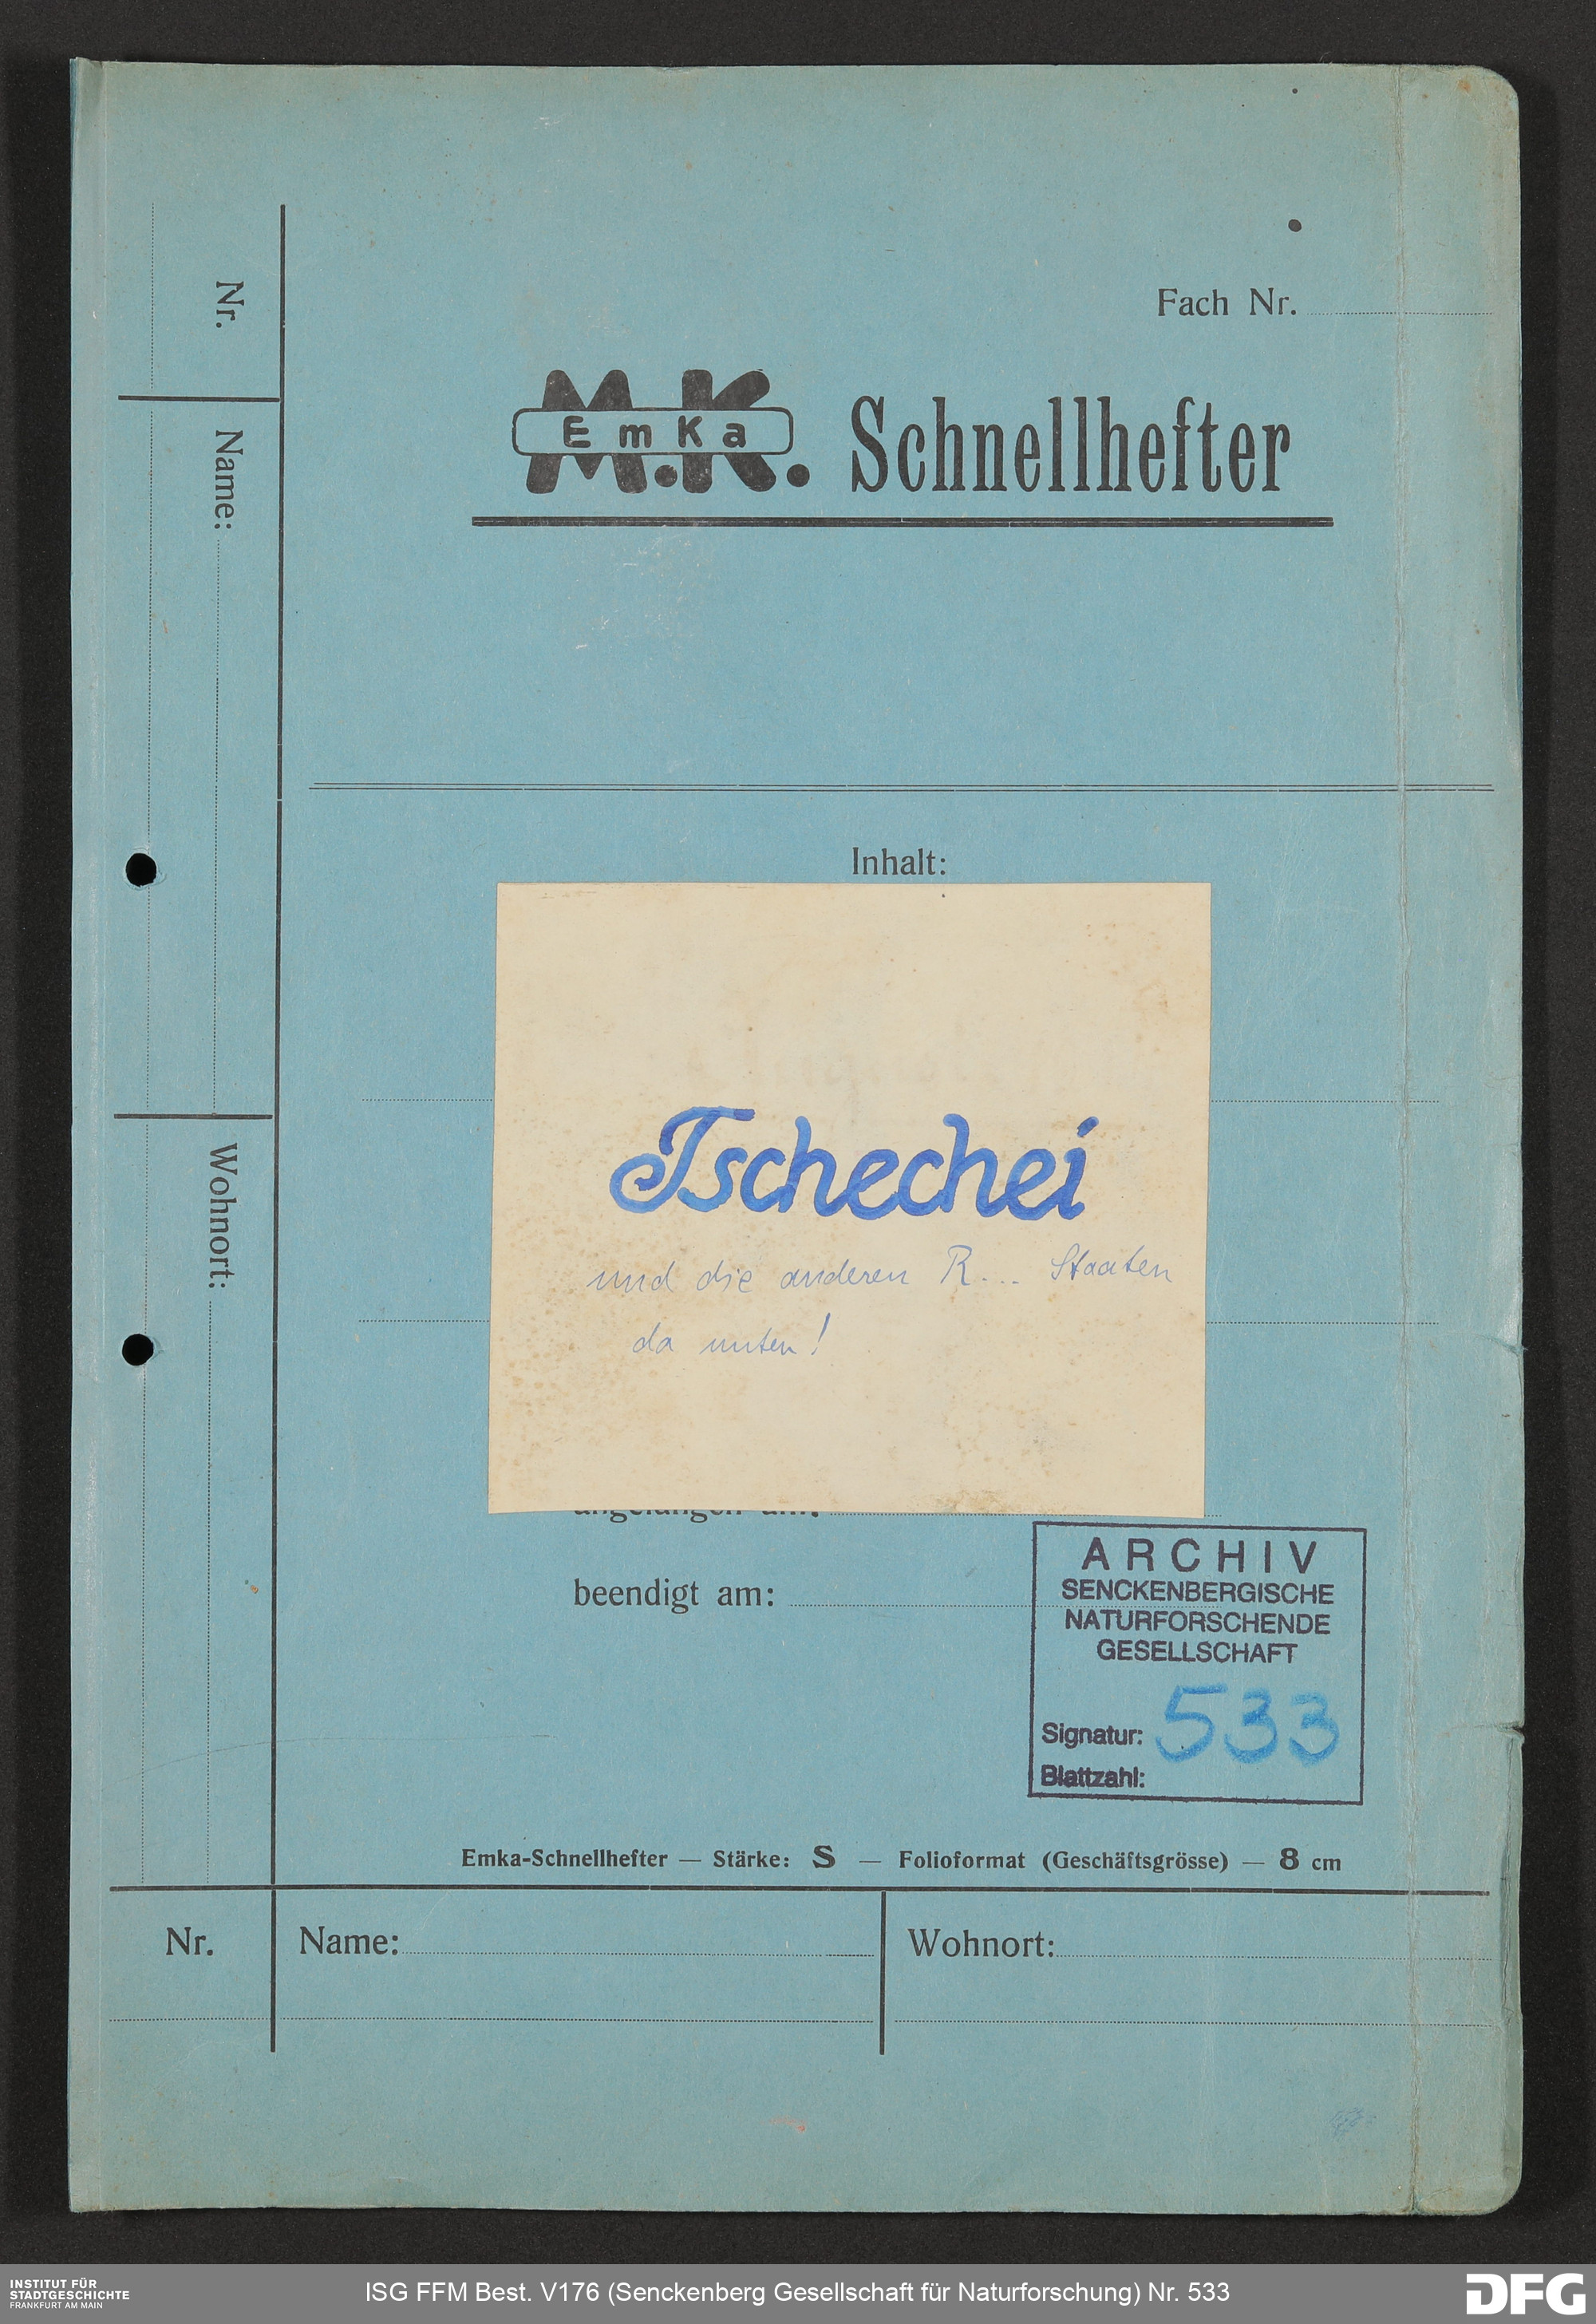 Fach Nr.
M.K.
EmKa
Schnellhefter
Nr.
Name:
Wohnort:
Inhalt:
Tschechei
und die anderen R... Staaten
da unten!
angefangen am:
beendigt am:
ARCHIV
SENCKENBERGISCHE
NATURFORSCHENDE
GESELLSCHAFT
Signatur: 533
Blattzahl:
Emka-Schnellhefter — Stärke: S — Folioformat (Geschäftsgrösse) — 8 cm
Nr.
Name:
Wohnort:
INSTITUT FÜR
STADTGESCHICHTE
FRANKFURT AM MAIN
ISG FFM Best. V176 (Senckenberg Gesellschaft für Naturforschung) Nr. 533
DFG